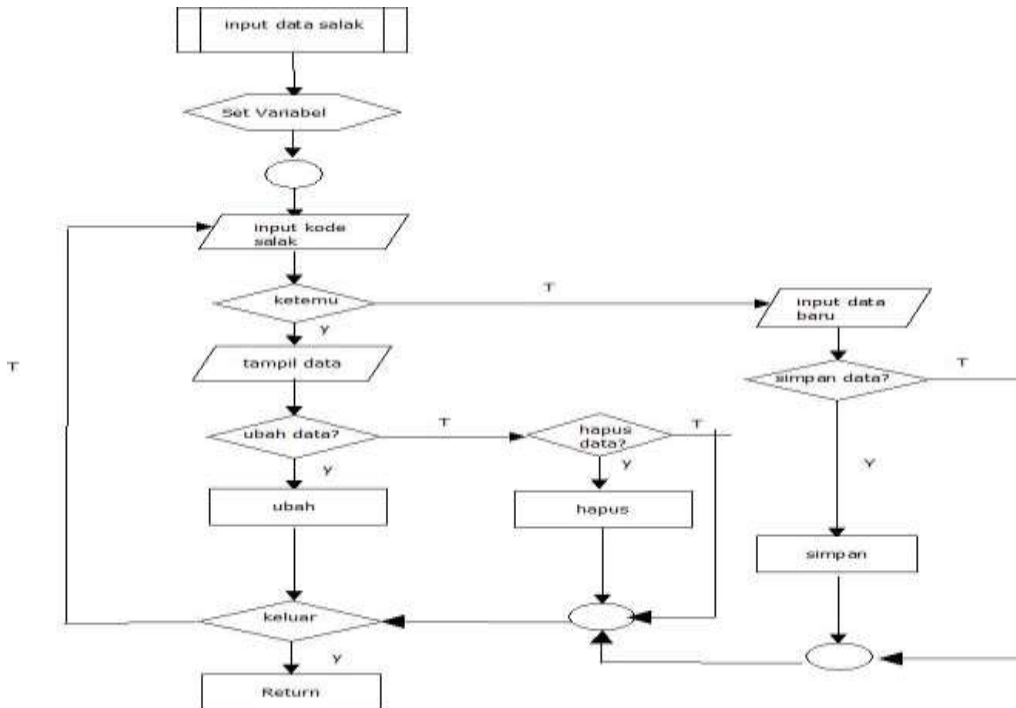 input data salak
Set Variabel
input kode
salak
ketemu
T
input data
baru
y
tampil data
T
simpan data?
T
ubah data?
T
hapus
data?
T
y
y
Y
ubah
hapus
simpan
keluar
y
Return